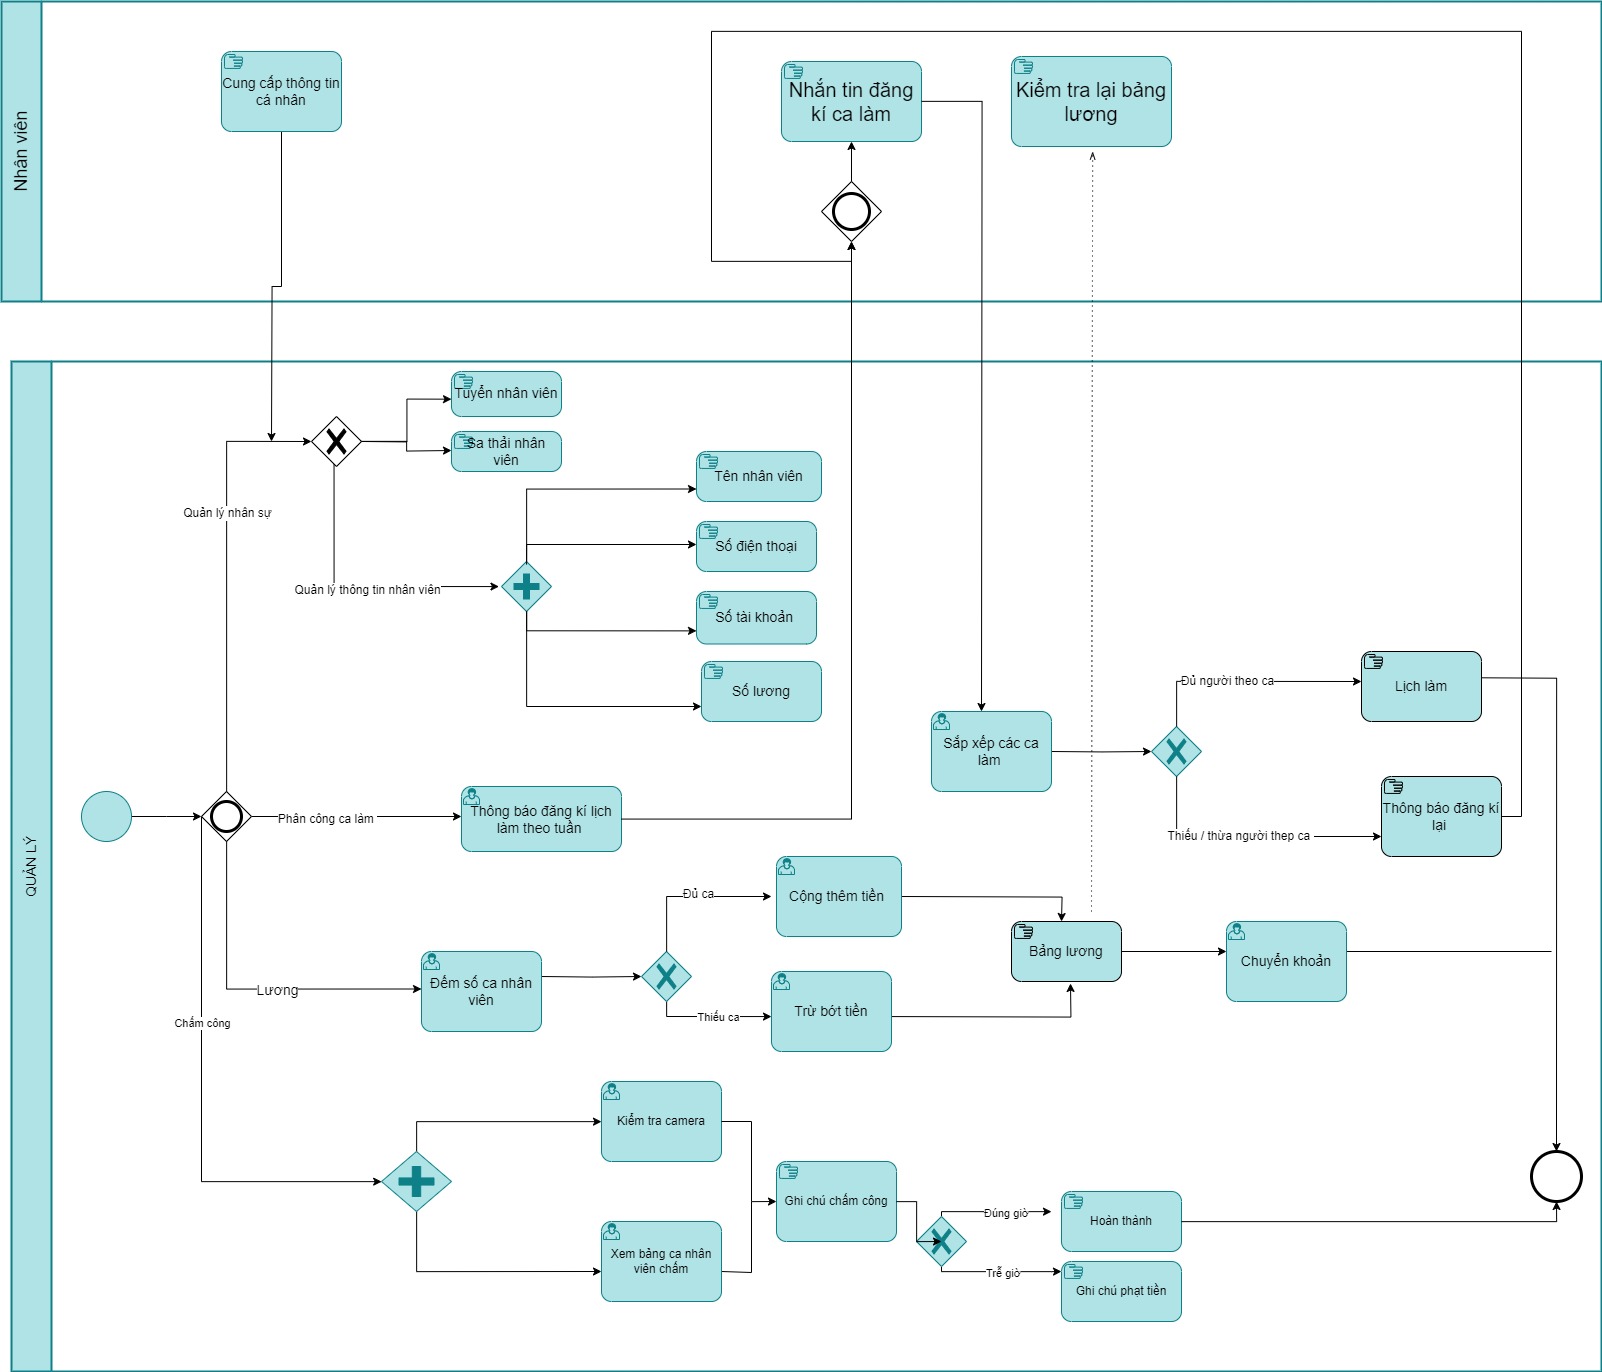 Nhân viên
Cung cấp thông tin
cá nhân
Nhắn tin đăng
kí ca làm
Kiểm tra lại bảng
lương
QUẢN LÝ
Tuyển nhân viên
Sa thải nhân
viên
Quản lý nhân sự
Tên nhân viên
Số điện thoại
Quản lý thông tin nhân viên
Số tài khoản
Số lương
Sắp xếp các ca
làm
Đủ người theo ca
Lịch làm
Thông báo đăng kí
lại
Thiếu / thừa người thep ca
Phân công ca làm
Thông báo đăng kí lịch
làm theo tuần
Đủ ca
Cộng thêm tiền
Bảng lương
Chuyển khoản
Lương
Đếm số ca nhân
viên
Thiếu ca
Trừ bớt tiền
Chấm công
Kiểm tra camera
Ghi chú chấm công
Xem bảng ca nhân
viên chấm
Đúng giờ
Hoàn thành
Trễ giờ
Ghi chú phạt tiền